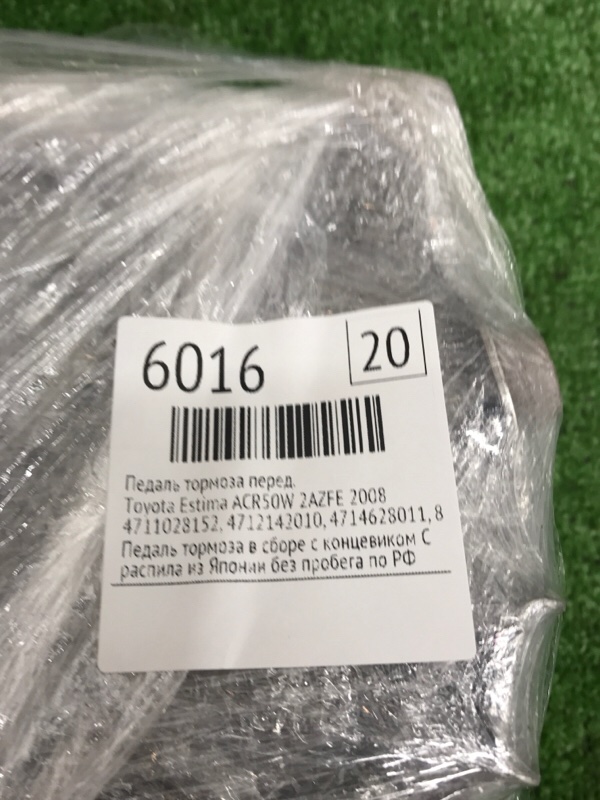 6016
20
Педаль тормоза перед.
Toyota Estima ACR50W 2AZFE 2008
4711028152, 4712142010, 4714628011, 8
Педаль тормоза в сборе с концевиком С
распила из Японии без пробега по РФ